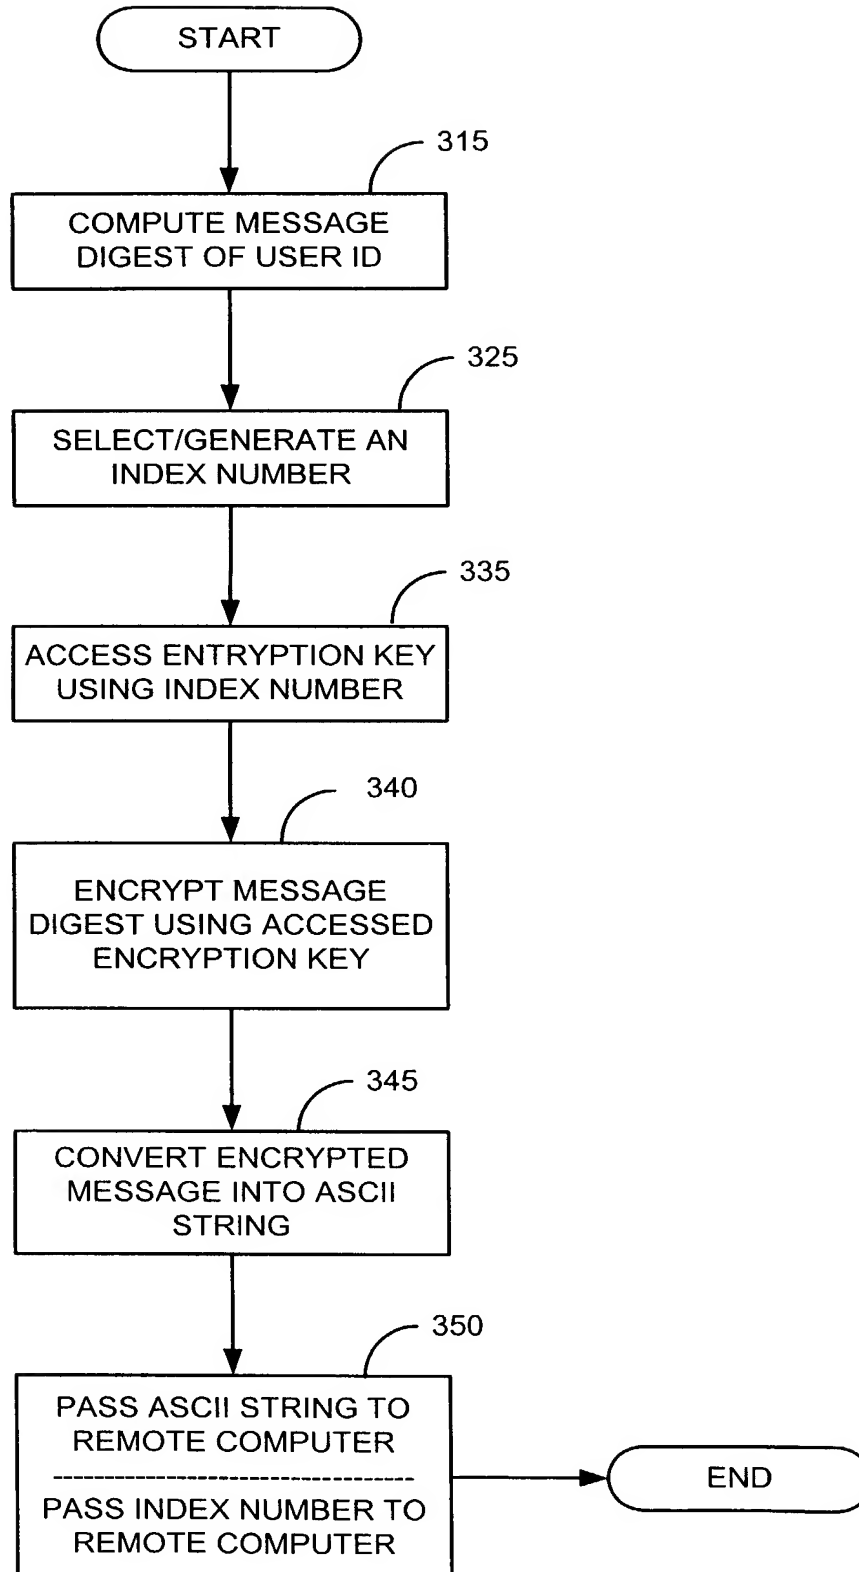 START
315
COMPUTE MESSAGE
DIGEST OF USER ID
325
SELECT/GENERATE AN
INDEX NUMBER
335
ACCESS ENTRYPTION KEY
USING INDEX NUMBER
340
ENCRYPT MESSAGE
DIGEST USING ACCESSED
ENCRYPTION KEY
345
CONVERT ENCRYPTED
MESSAGE INTO ASCII
STRING
350
PASS ASCII STRING TO
REMOTE COMPUTER
PASS INDEX NUMBER TO
REMOTE COMPUTER
END